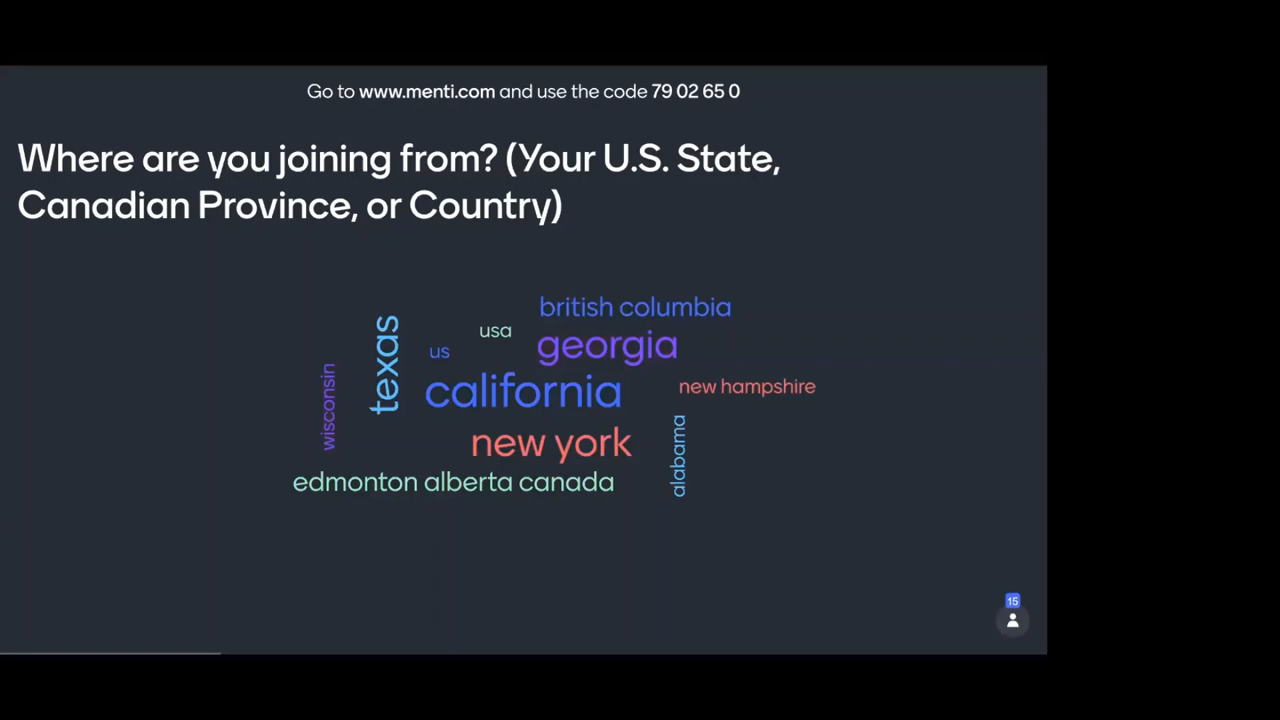 Go to www.menti.com and use the code 79 02 65 0
Where are you joining from? (Your U.S. State,
Canadian Province, or Country)
british columbia
usa
georgia
us
texas
wisconsin
california
new hampshire
new york
alabama
edmonton alberta canada
15